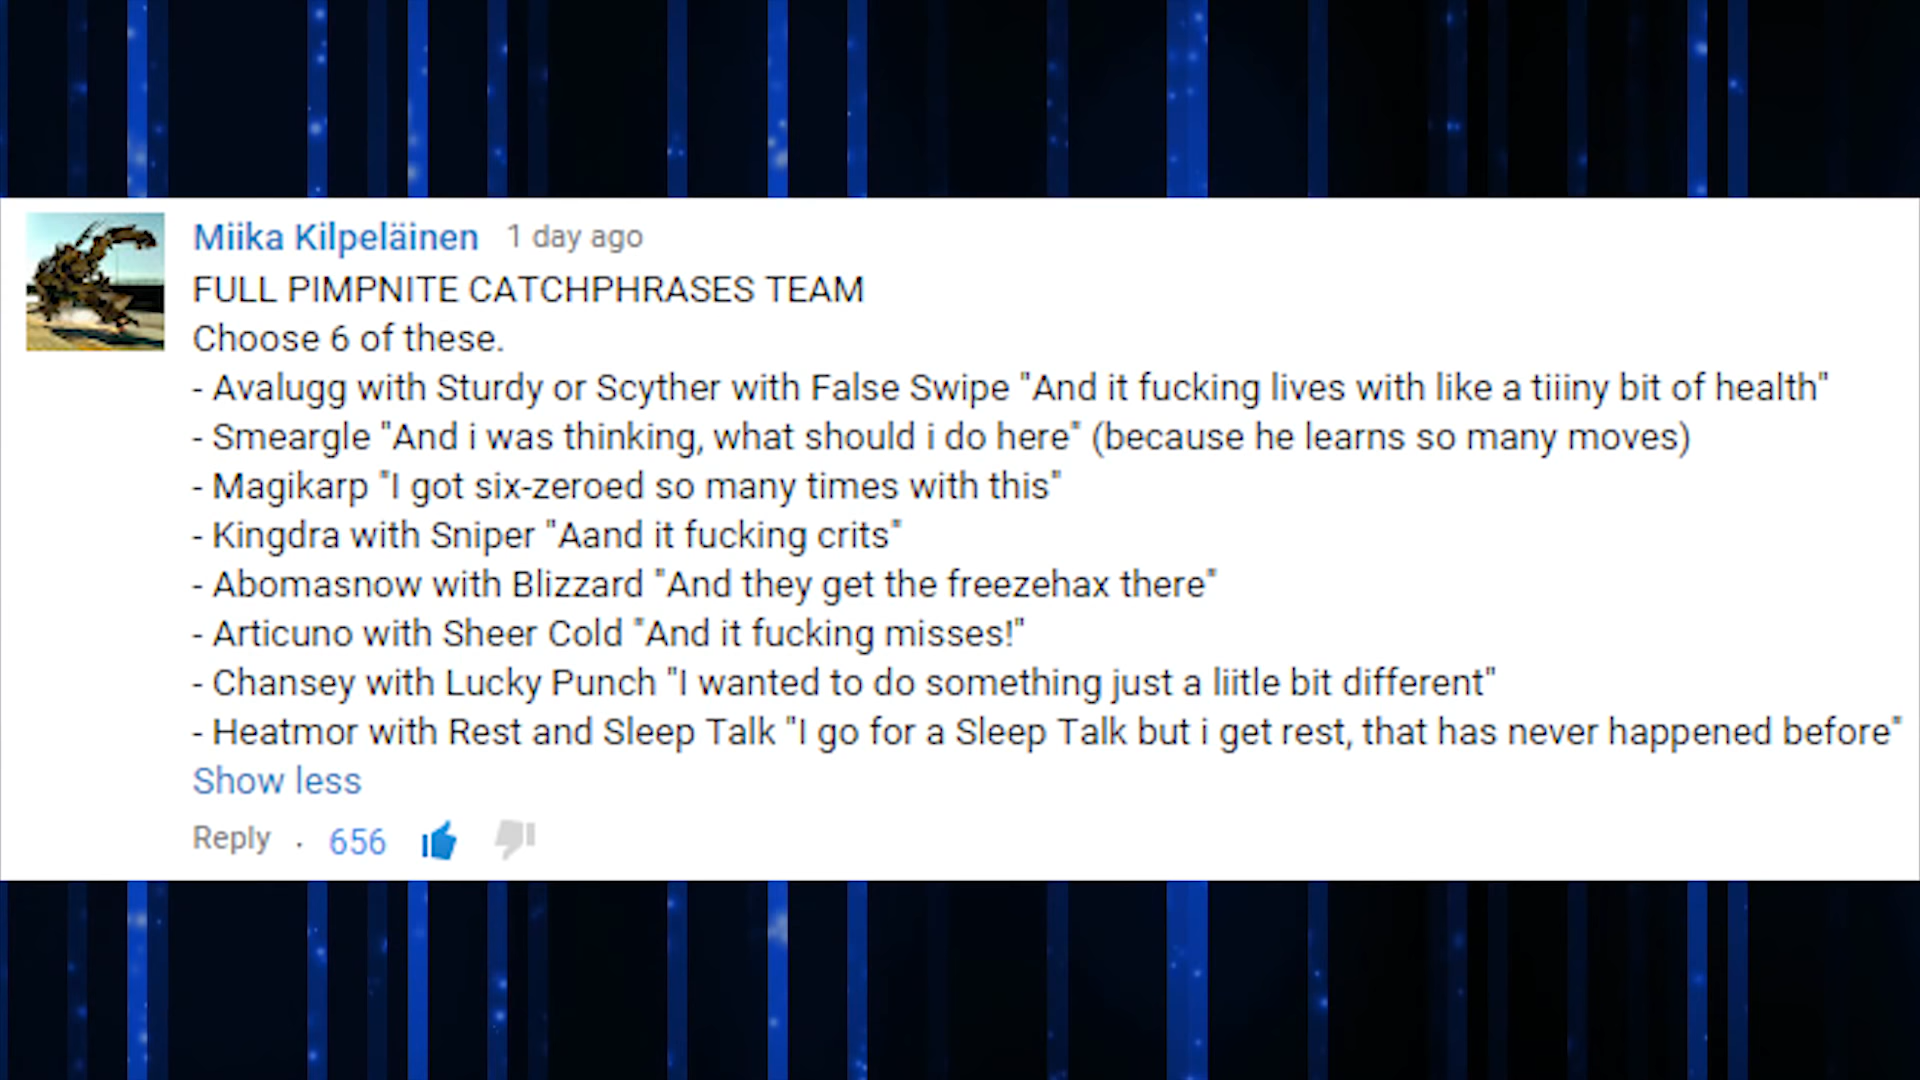 Miika Kilpeläinen 1 day ago
FULL PIMPNITE CATCHPHRASES TEAM
Choose 6 of these.
- Avalugg with Sturdy or Scyther with False Swipe "And it fucking lives with like a tiiiny bit of health"
- Smeargle "And i was thinking, what should i do here" (because he learns so many moves)
- Magikarp "I got six-zeroed so many times with this"
- Kingdra with Sniper "Aand it fucking crits"
- Abomasnow with Blizzard "And they get the freezehax there"
- Articuno with Sheer Cold "And it fucking misses!"
- Chansey with Lucky Punch "I wanted to do something just a liitle bit different"
- Heatmor with Rest and Sleep Talk "I go for a Sleep Talk but i get rest, that has never happened before"
Show less
Reply · 656